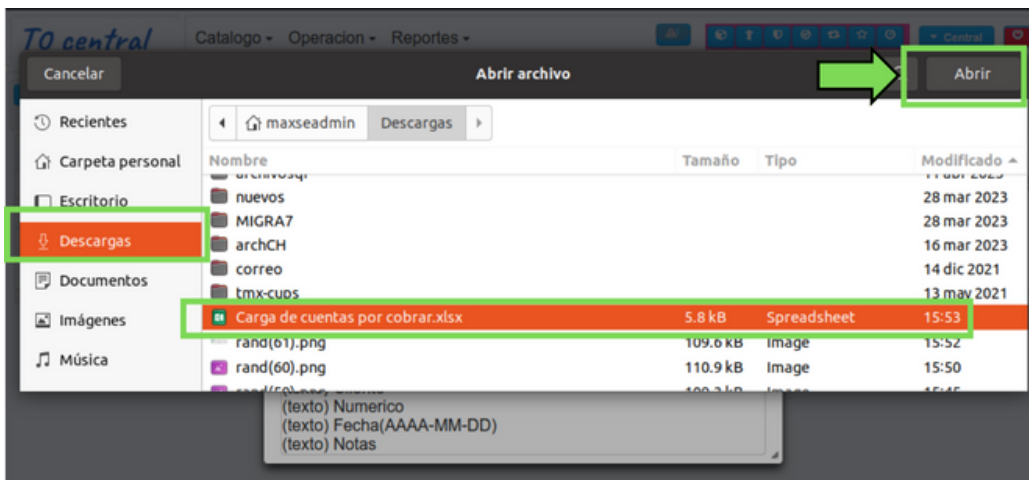 TO central Catalogo Operacion Reportes Central
Cancelar Abrir archivo Abrir
Recientes
Carpeta personal
Escritorio
Descargas
Documentos
Imágenes
Música
maxseadmin Descargas
Nombre Tamaño Tipo Modificado
nuevos 28 mar 2023
MIGRA7 28 mar 2023
archCH 16 mar 2023
correo 14 dic 2021
tmx-cups 13 may 2021
Carga de cuentas por cobrar.xlsx 5.8 kB Spreadsheet 15:53
rand(61).png 109.6 kB Image 15:52
rand(60).png 110.9 kB Image 15:50
(texto) Numerico
(texto) Fecha(AAAA-MM-DD)
(texto) Notas